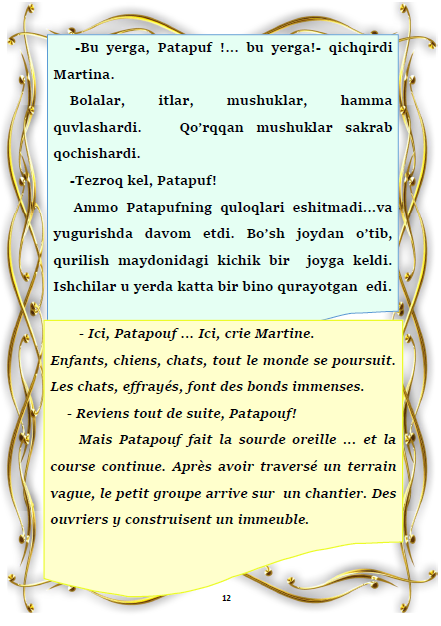 -Bu yerga, Patapuf !... bu yerga!- qichqirdi
Martina.
Bolalar, itlar, mushuklar, hamma
quvlashardi. Qo’rqqan mushuklar sakrab
qochishardi.
-Tezroq kel, Patapuf!
Ammo Patapufning quloqlari eshitmadi...va
yugurishda davom etdi. Bo’sh joydan o’tib,
qurilish maydonidagi kichik bir joyga keldi.
Ishchilar u yerda katta bir bino qurayotgan edi.
- Ici, Patapouf ... Ici, crie Martine.
Enfants, chiens, chats, tout le monde se poursuit.
Les chats, effrayés, font des bonds immenses.
- Reviens tout de suite, Patapouf!
Mais Patapouf fait la sourde oreille ... et la
course continue. Après avoir traversé un terrain
vague, le petit groupe arrive sur un chantier. Des
ouvriers y construisent un immeuble.
12